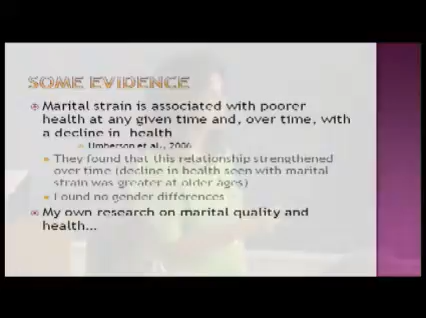 SOME EVIDENCE
Marital strain is associated with poorer
health at any given time and, over time, with
a decline in health
Umberson et al., 2006
They found that this relationship strengthened
over time (decline in health seen with marital
strain was greater at older ages)
Found no gender differences
My own research on marital quality and
health...